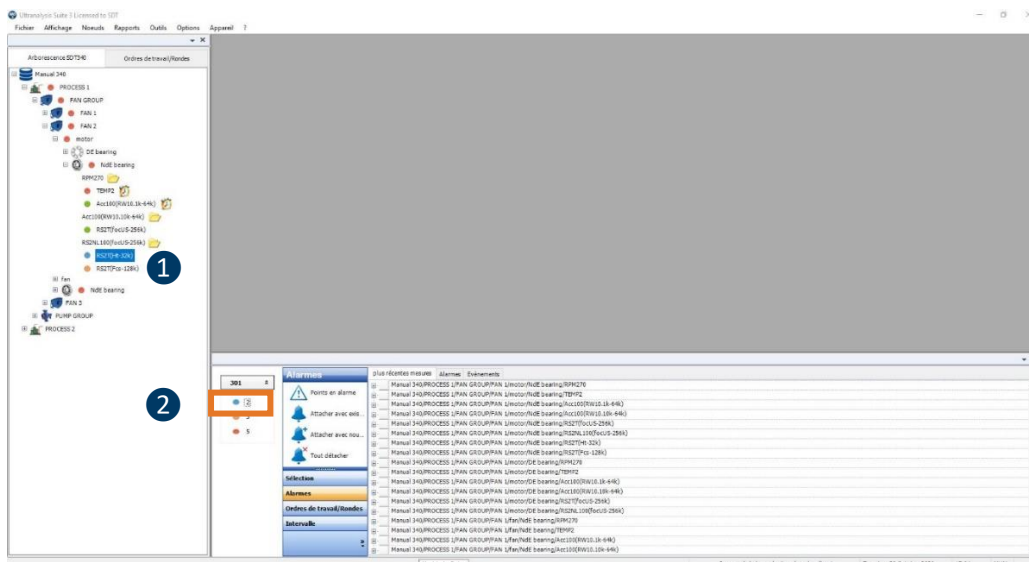 Ultranalysis Suite 3 Licensed to SDT
Fichier Affichage Noeuds Rapports Outils Options Appareil ?
Arborescence SDT340 Ordres de travail/Rondes
Manual 340
PROCESS 1
FAN GROUP
FAN 1
FAN 2
motor
DE bearing
NdE bearing
RPM270
TEMP2
Acc100(RW10.1k-64k)
Acc100(RW10.10k-64k)
RS2T(focUS-256k)
RS2NL100(focUS-256k)
RS2T(Ht-32k)
1
RS2T(Pcs-128k)
fan
NdE bearing
FAN 3
PUMP GROUP
PROCESS 2
301
2
2
5
Alarmes
Points en alarme
Attacher avec exis...
Attacher avec nou...
Tout détacher
Sélection
Alarmes
Ordres de travail/Rondes
Intervalle
plus récentes mesures Alarmes Evènements
Manual 340/PROCESS 1/FAN GROUP/FAN 1/motor/NdE bearing/RPM270
Manual 340/PROCESS 1/FAN GROUP/FAN 1/motor/NdE bearing/TEMP2
Manual 340/PROCESS 1/FAN GROUP/FAN 1/motor/NdE bearing/Acc100(RW10.1k-64k)
Manual 340/PROCESS 1/FAN GROUP/FAN 1/motor/NdE bearing/Acc100(RW10.10k-64k)
Manual 340/PROCESS 1/FAN GROUP/FAN 1/motor/NdE bearing/RS2T(focUS-256k)
Manual 340/PROCESS 1/FAN GROUP/FAN 1/motor/NdE bearing/RS2NL100(focUS-256k)
Manual 340/PROCESS 1/FAN GROUP/FAN 1/motor/NdE bearing/RS2T(Ht-32k)
Manual 340/PROCESS 1/FAN GROUP/FAN 1/motor/NdE bearing/RS2T(Pcs-128k)
Manual 340/PROCESS 1/FAN GROUP/FAN 1/motor/DE bearing/RPM270
Manual 340/PROCESS 1/FAN GROUP/FAN 1/motor/DE bearing/TEMP2
Manual 340/PROCESS 1/FAN GROUP/FAN 1/motor/DE bearing/Acc100(RW10.1k-64k)
Manual 340/PROCESS 1/FAN GROUP/FAN 1/motor/DE bearing/Acc100(RW10.10k-64k)
Manual 340/PROCESS 1/FAN GROUP/FAN 1/motor/DE bearing/RS2T(focUS-256k)
Manual 340/PROCESS 1/FAN GROUP/FAN 1/motor/DE bearing/RS2NL100(focUS-256k)
Manual 340/PROCESS 1/FAN GROUP/FAN 1/fan/NdE bearing/RPM270
Manual 340/PROCESS 1/FAN GROUP/FAN 1/fan/NdE bearing/TEMP2
Manual 340/PROCESS 1/FAN GROUP/FAN 1/fan/NdE bearing/Acc100(RW10.1k-64k)
Manual 340/PROCESS 1/FAN GROUP/FAN 1/fan/NdE bearing/Acc100(RW10.10k-64k)